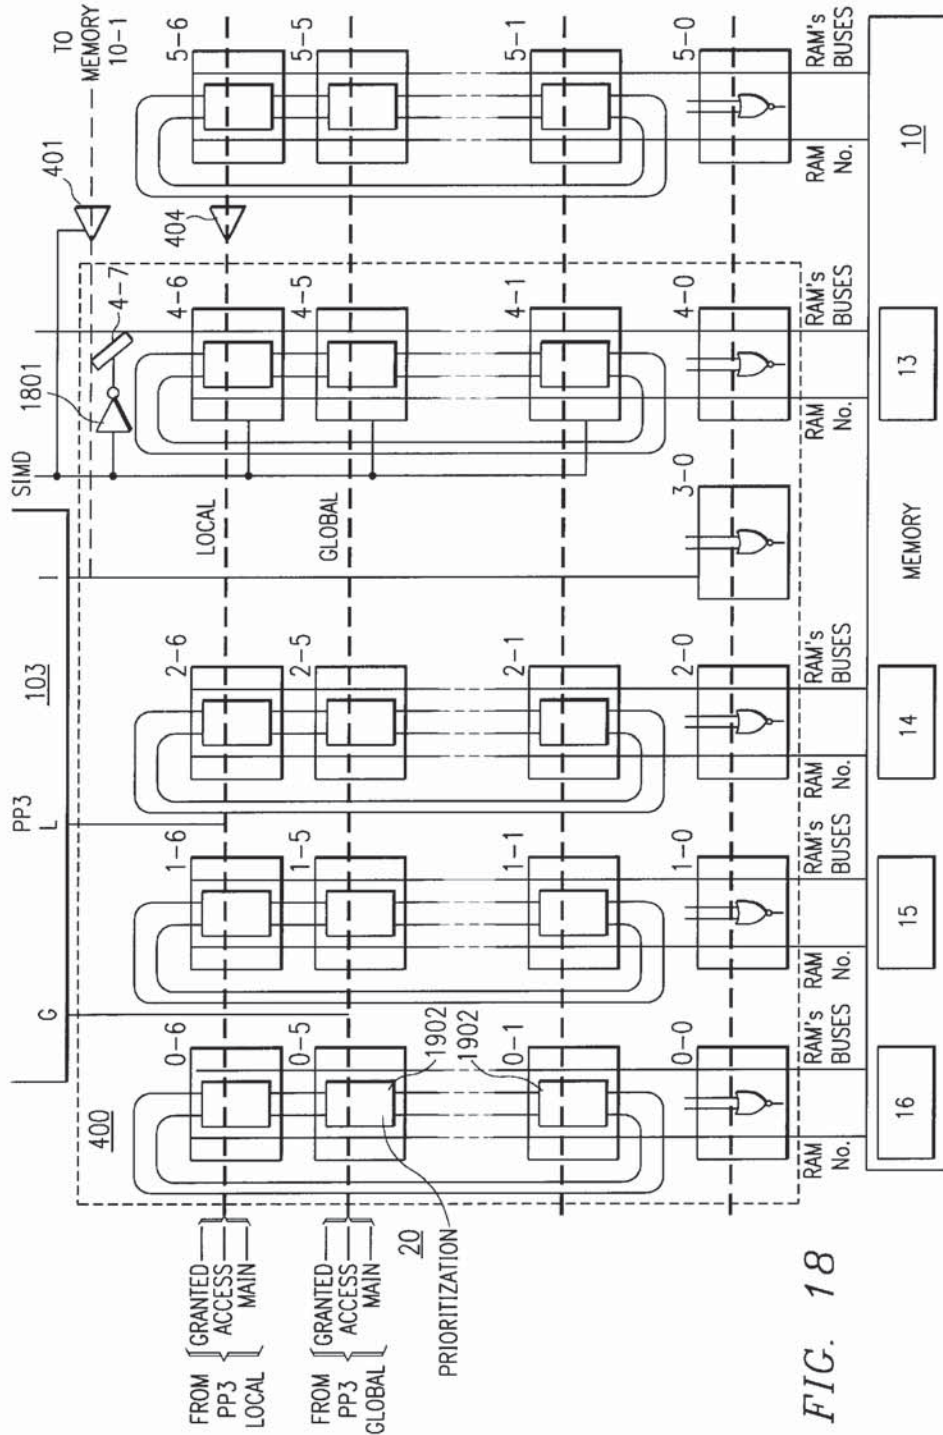 PP3
103
G
L
I
SIMD
1801
4-7
401
TO
MEMORY
10-1
400
LOCAL
404
0-6
1-6
2-6
4-6
5-6
GLOBAL
0-5
1-5
2-5
4-5
5-5
1902
1902
0-1
1-1
2-1
4-1
5-1
3-0
0-0
1-0
2-0
4-0
5-0
FROM
PP3
LOCAL
GRANTED
ACCESS
MAIN
FROM
PP3
GLOBAL
GRANTED
ACCESS
MAIN
20
PRIORITIZATION
RAM
No.
RAM's
BUSES
RAM
No.
RAM's
BUSES
RAM
No.
RAM's
BUSES
RAM
No.
RAM's
BUSES
RAM
No.
RAM's
BUSES
16
15
14
MEMORY
13
10
FIG. 18